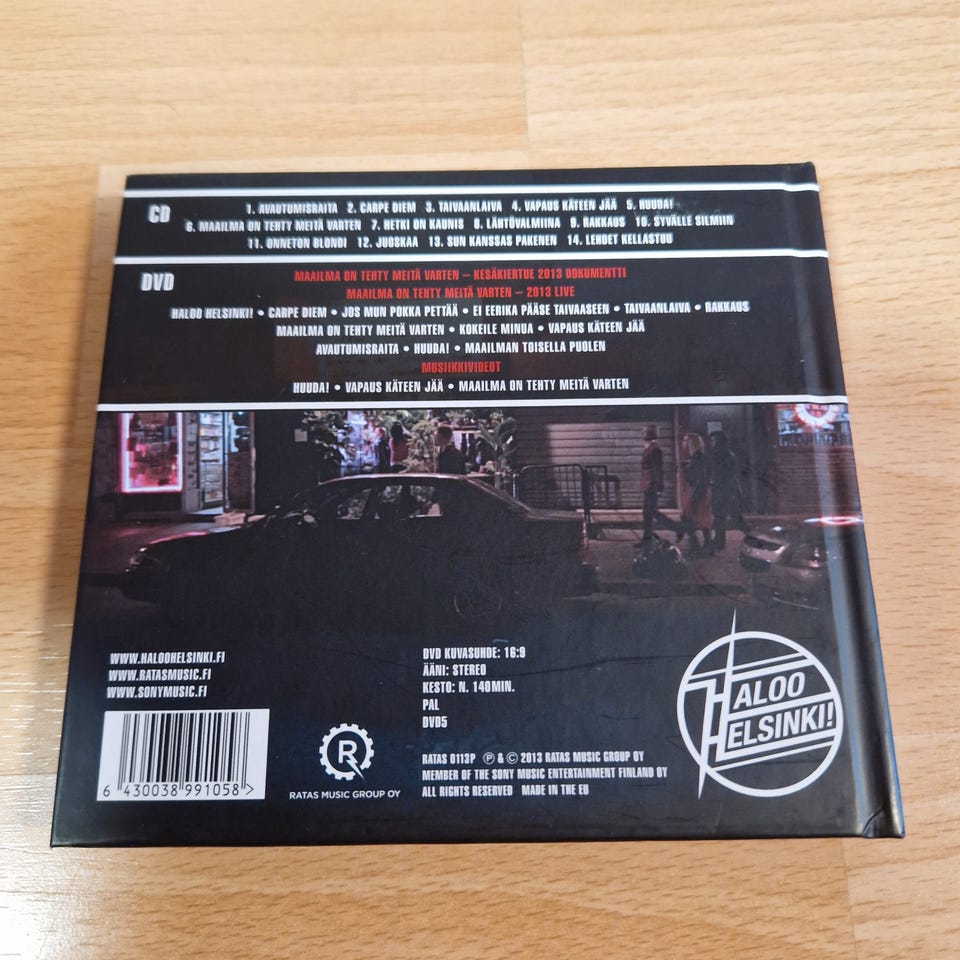 CD
1. AVAUTUMISRAITA 2. CARPE DIEM 3. TAIVAANLAIVA 4. VAPAUS KÄTEEN JÄÄ 5. HUUDA!
6. MAAILMA ON TEHTY MEITÄ VARTEN 7. HETKI ON KAUNIS 8. LÄHTÖVALMIINA 9. RAKKAUS 10. SYVÄLLE SILMIIN
11. ONNETON BLONDI 12. JUOSKAA 13. SUN KANSSAS PAKENEN 14. LEHDET KELLASTUU
DVD
MAAILMA ON TEHTY MEITÄ VARTEN – KESÄKIERTUE 2013 DOKUMENTTI
MAAILMA ON TEHTY MEITÄ VARTEN – 2013 LIVE
HALOO HELSINKI! • CARPE DIEM • JOS MUN POKKA PETTÄÄ • EI EERIKA PÄÄSE TAIVAASEEN • TAIVAANLAIVA • RAKKAUS
MAAILMA ON TEHTY MEITÄ VARTEN • KOKEILE MINUA • VAPAUS KÄTEEN JÄÄ
AVAUTUMISRAITA • HUUDA! • MAAILMAN TOISELLA PUOLEN
MUSIIKKIVIDEOT
HUUDA! • VAPAUS KÄTEEN JÄÄ • MAAILMA ON TEHTY MEITÄ VARTEN
WWW.HALOOHELSINKI.FI
WWW.RATASMUSIC.FI
WWW.SONYMUSIC.FI
6 430038 991058 >
R
RATAS MUSIC GROUP OY
DVD KUVASUHDE: 16:9
ÄÄNI: STEREO
KESTO: N. 140MIN.
PAL
DVD5
RATAS 0113P ℗ & © 2013 RATAS MUSIC GROUP OY
MEMBER OF THE SONY MUSIC ENTERTAINMENT FINLAND OY
ALL RIGHTS RESERVED MADE IN THE EU
HALOO
HELSINKI!